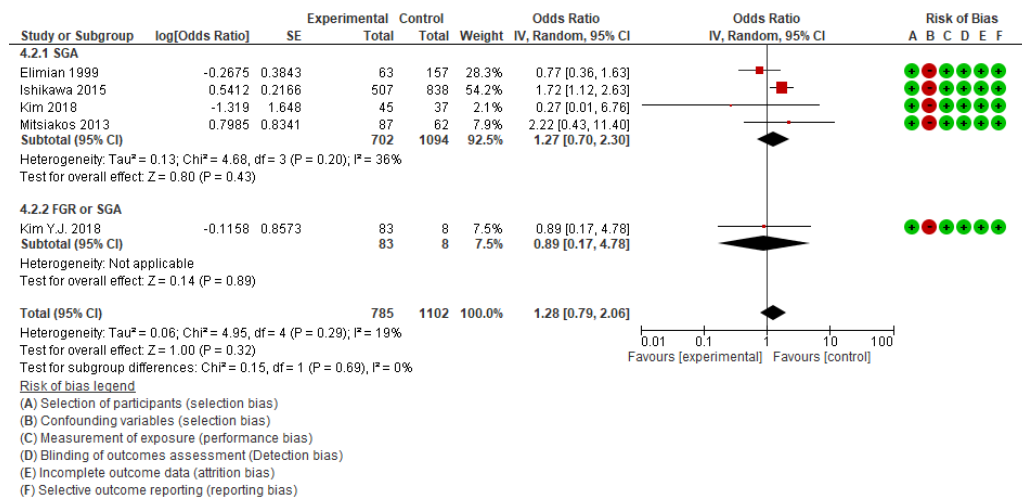 Experimental Control Odds Ratio Odds Ratio Risk of Bias
Study or Subgroup log[Odds Ratio] SE Total Total Weight IV, Random, 95% CI IV, Random, 95% CI A B C D E F
4.2.1 SGA
Elimian 1999 -0.2675 0.3843 63 157 28.3% 0.77 [0.36, 1.63] + - + + + +
Ishikawa 2015 0.5412 0.2166 507 838 54.2% 1.72 [1.12, 2.63] + - + + + +
Kim 2018 -1.319 1.648 45 37 2.1% 0.27 [0.01, 6.76] + - + + + +
Mitsiakos 2013 0.7985 0.8341 87 62 7.9% 2.22 [0.43, 11.40] + - + + + +
Subtotal (95% CI) 702 1094 92.5% 1.27 [0.70, 2.30]
Heterogeneity: Tau² = 0.13; Chi² = 4.68, df = 3 (P = 0.20); I² = 36%
Test for overall effect: Z = 0.80 (P = 0.43)
4.2.2 FGR or SGA
Kim Y.J. 2018 -0.1158 0.8573 83 8 7.5% 0.89 [0.17, 4.78] + - + + + +
Subtotal (95% CI) 83 8 7.5% 0.89 [0.17, 4.78]
Heterogeneity: Not applicable
Test for overall effect: Z = 0.14 (P = 0.89)
Total (95% CI) 785 1102 100.0% 1.28 [0.79, 2.06]
Heterogeneity: Tau² = 0.06; Chi² = 4.95, df = 4 (P = 0.29); I² = 19%
Test for overall effect: Z = 1.00 (P = 0.32)
Test for subgroup differences: Chi² = 0.15, df = 1 (P = 0.69), I² = 0%
0.01 0.1 1 10 100
Favours [experimental] Favours [control]
Risk of bias legend
(A) Selection of participants (selection bias)
(B) Confounding variables (selection bias)
(C) Measurement of exposure (performance bias)
(D) Blinding of outcomes assessment (Detection bias)
(E) Incomplete outcome data (attrition bias)
(F) Selective outcome reporting (reporting bias)